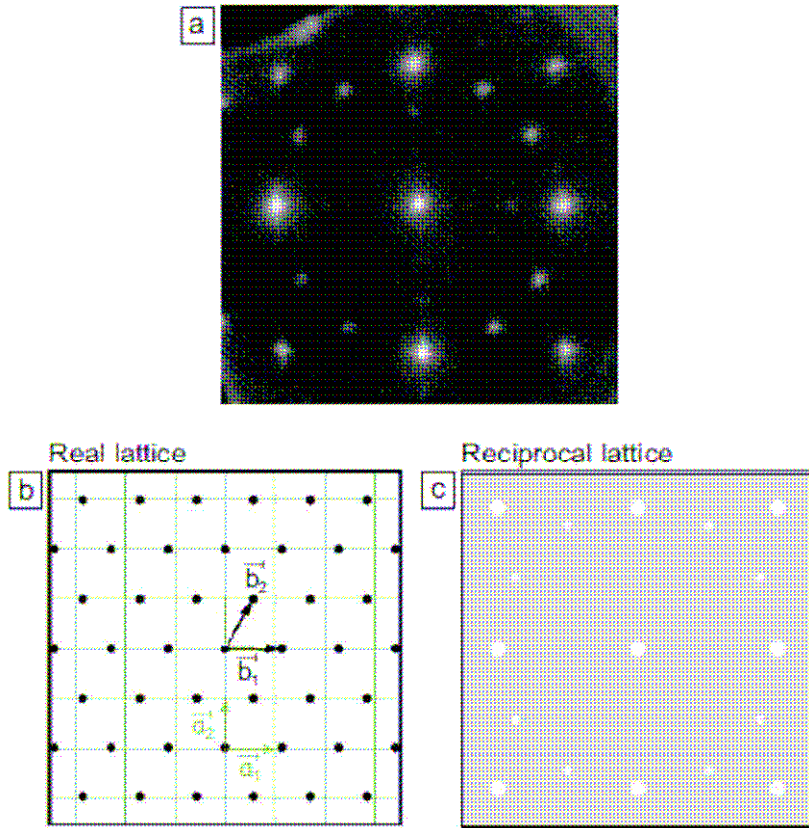 a
Real lattice
Reciprocal lattice
b
c
b₂
b₁
a₂
a₁